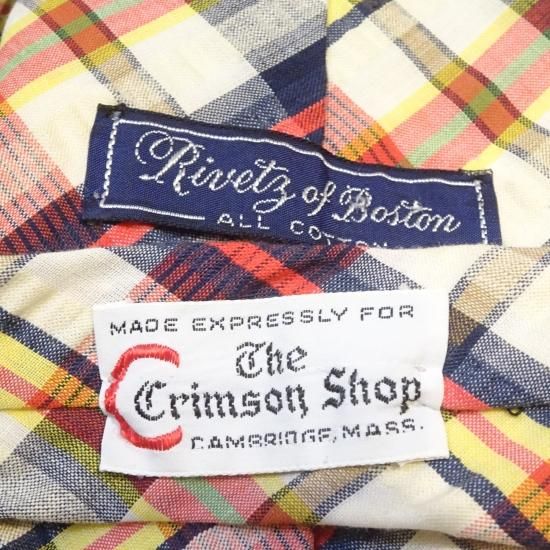 Rivetz of Boston
ALL COTTON
MADE EXPRESSLY FOR
The
Crimson Shop
CAMBRIDGE, MASS.